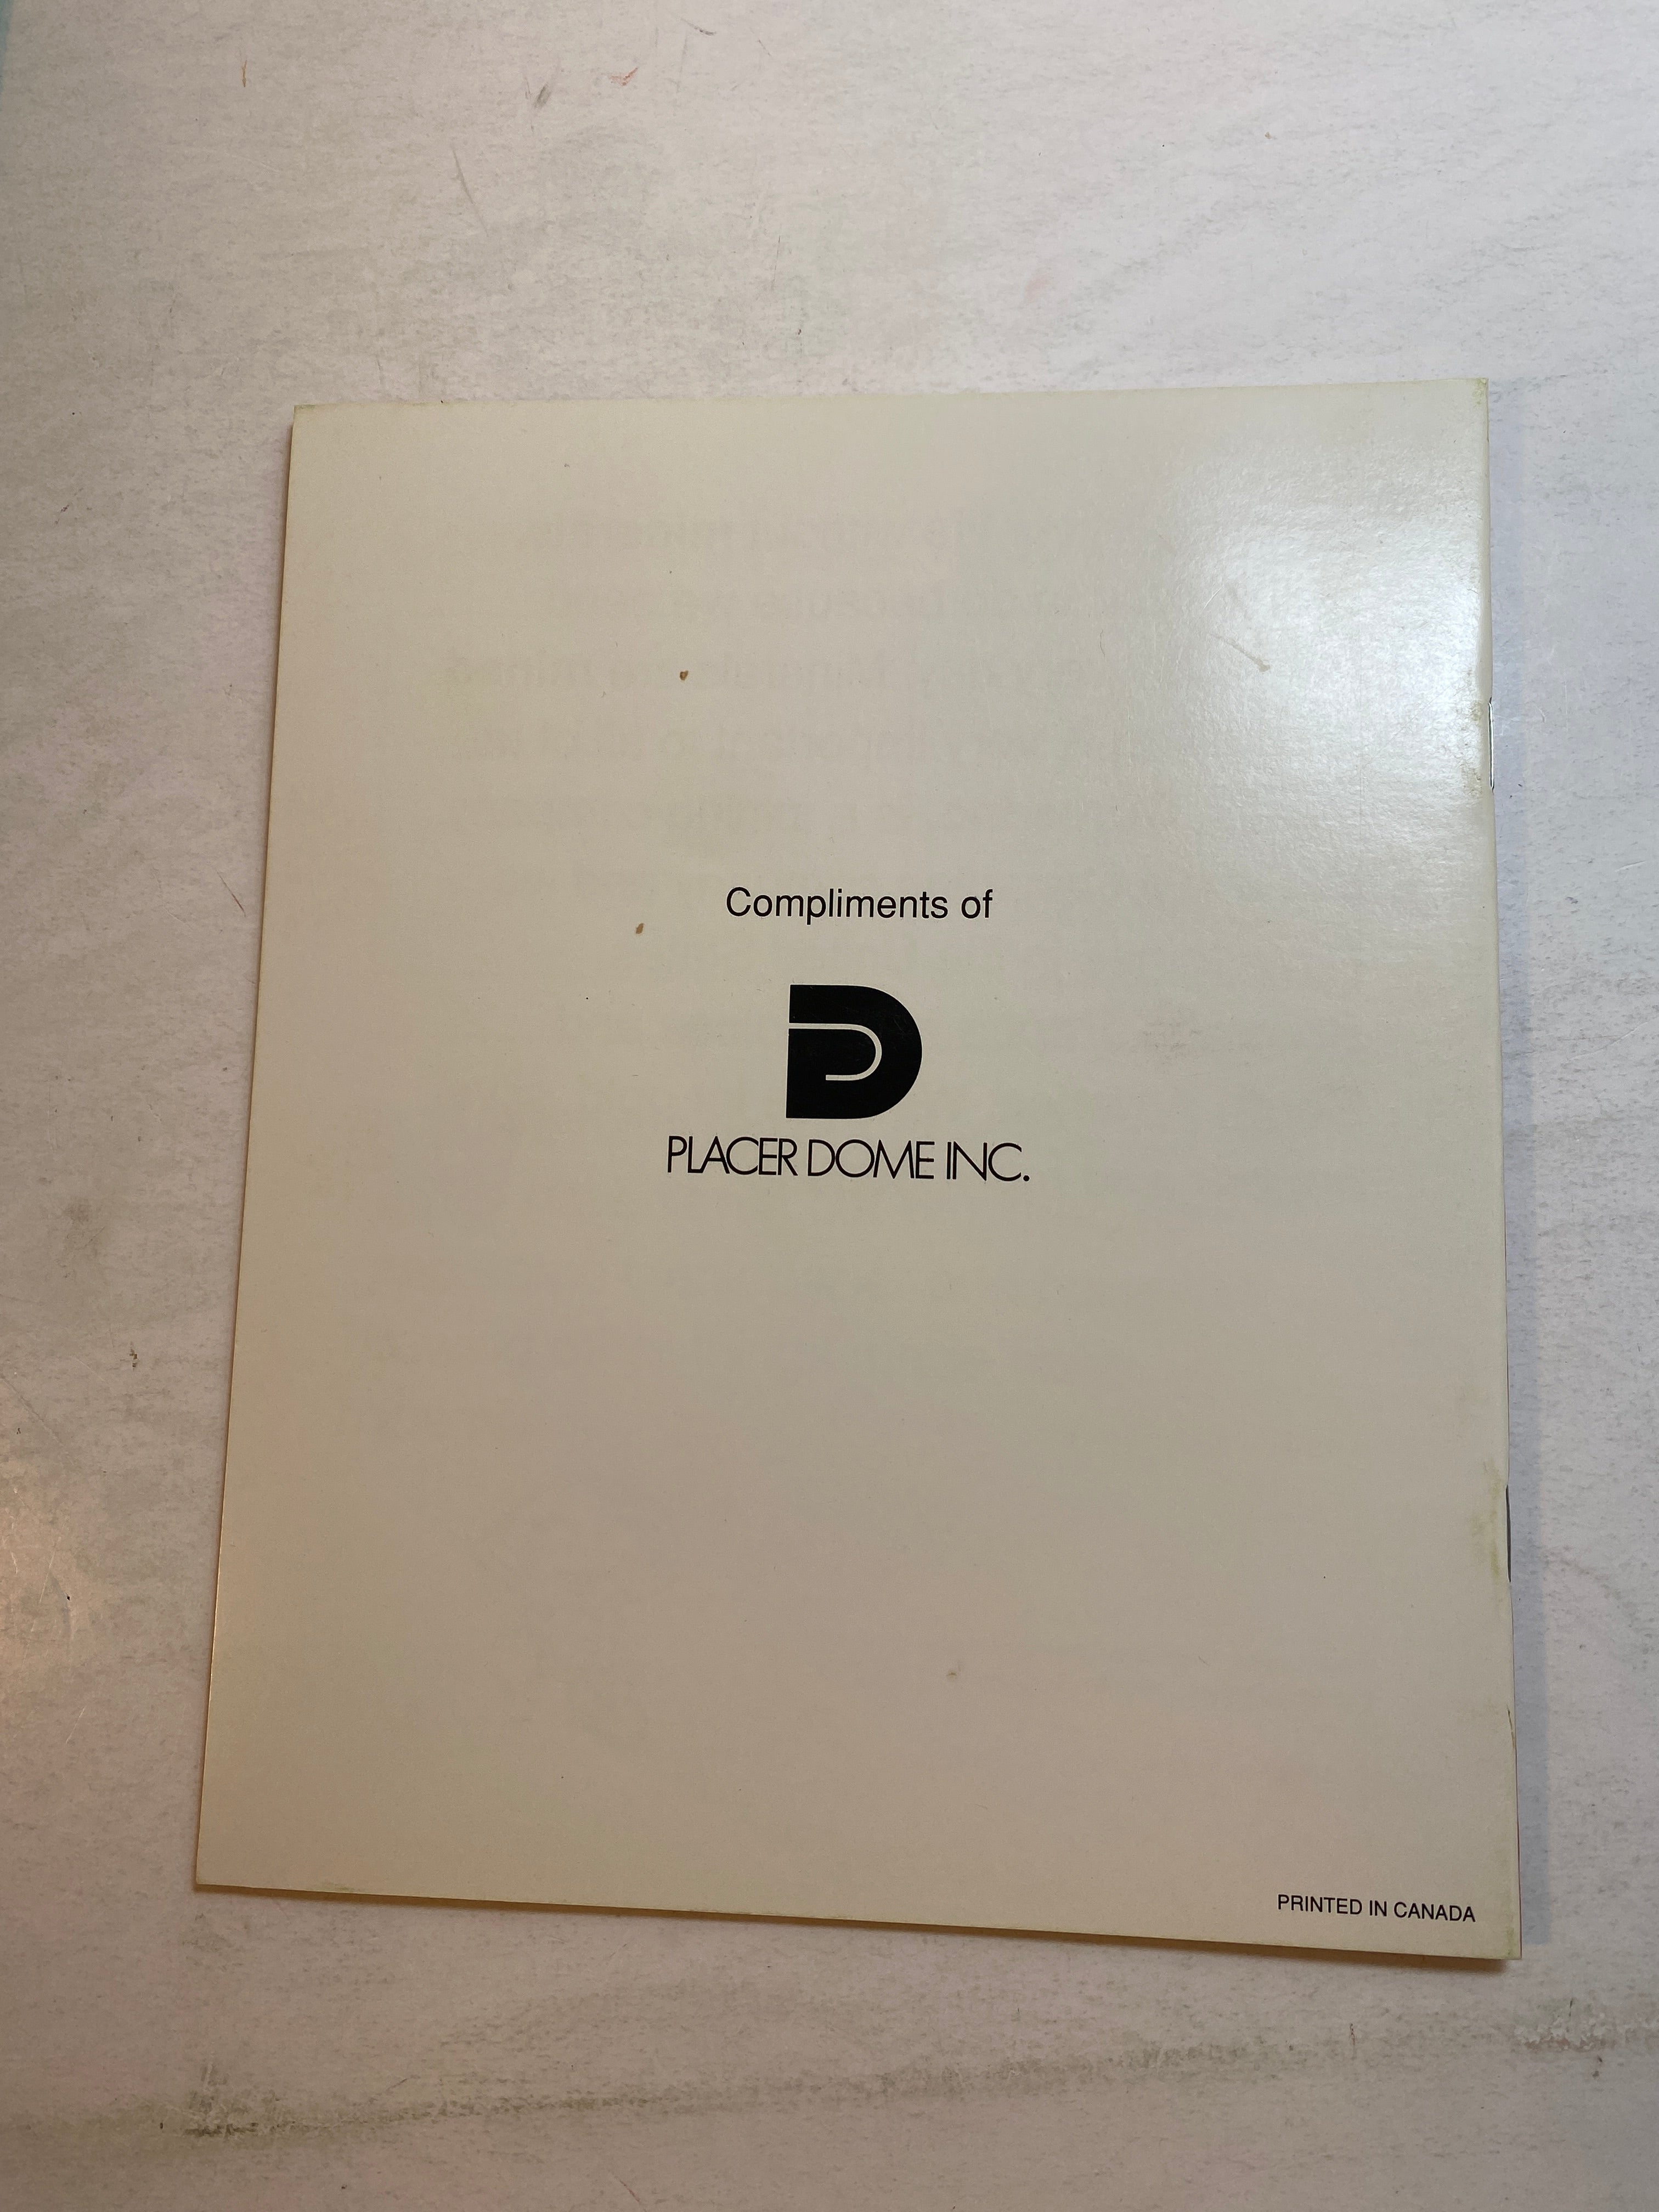 Compliments of
PLACER DOME INC.
PRINTED IN CANADA